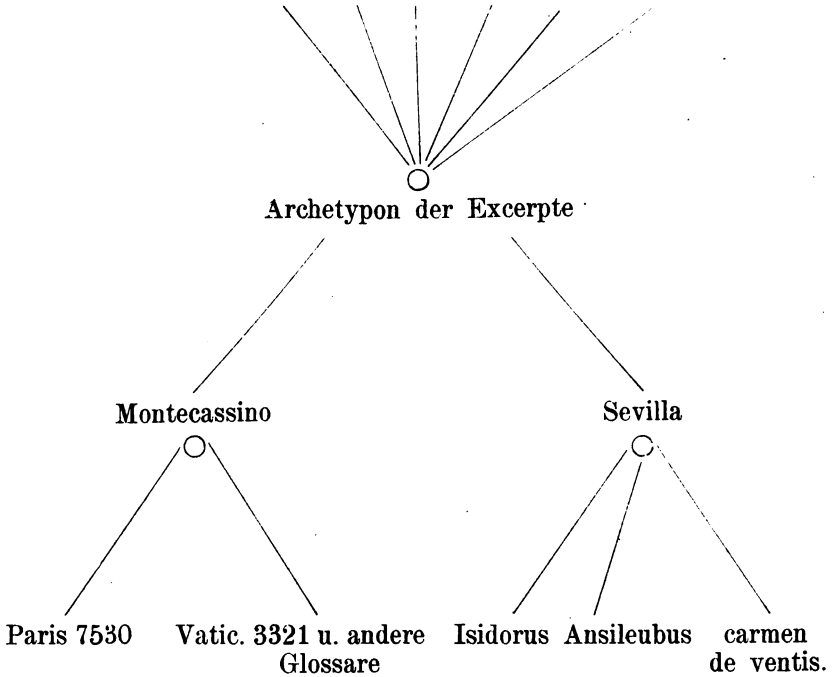 Archetypon der Excerpte
Montecassino
Sevilla
Paris 7530
Vatic. 3321 u. andere
Glossare
Isidorus
Ansileubus
carmen
de ventis.